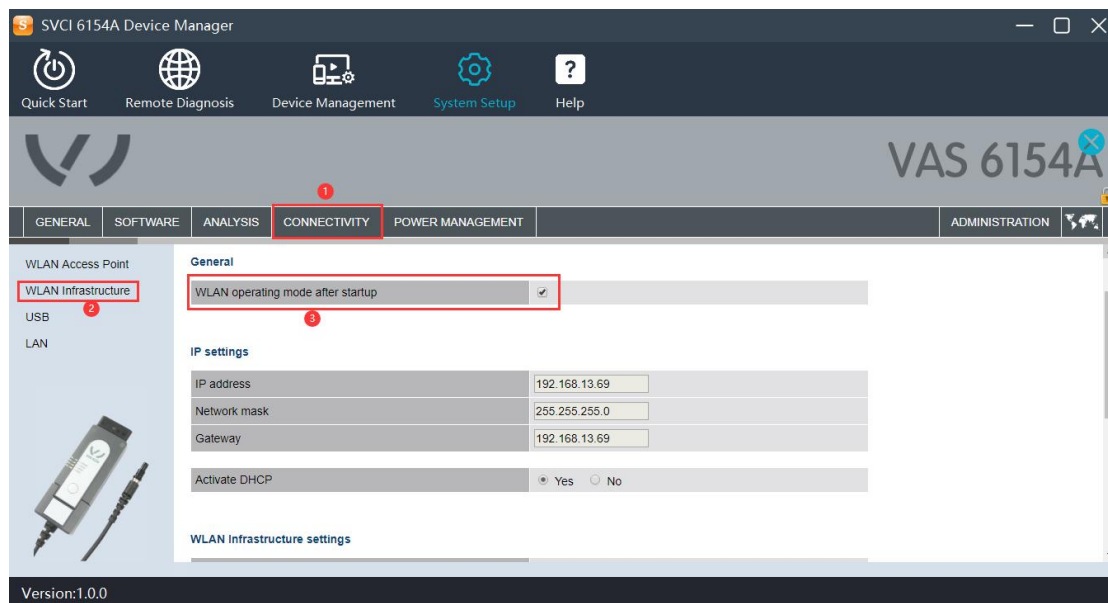 S SVCI 6154A Device Manager
Quick Start Remote Diagnosis Device Management System Setup ? Help
VAS 6154A
1
GENERAL SOFTWARE ANALYSIS CONNECTIVITY POWER MANAGEMENT ADMINISTRATION
WLAN Access Point
WLAN Infrastructure
2
USB
LAN
General
WLAN operating mode after startup
3
IP settings
IP address 192.168.13.69
Network mask 255.255.255.0
Gateway 192.168.13.69
Activate DHCP Yes No
WLAN Infrastructure settings
Version:1.0.0